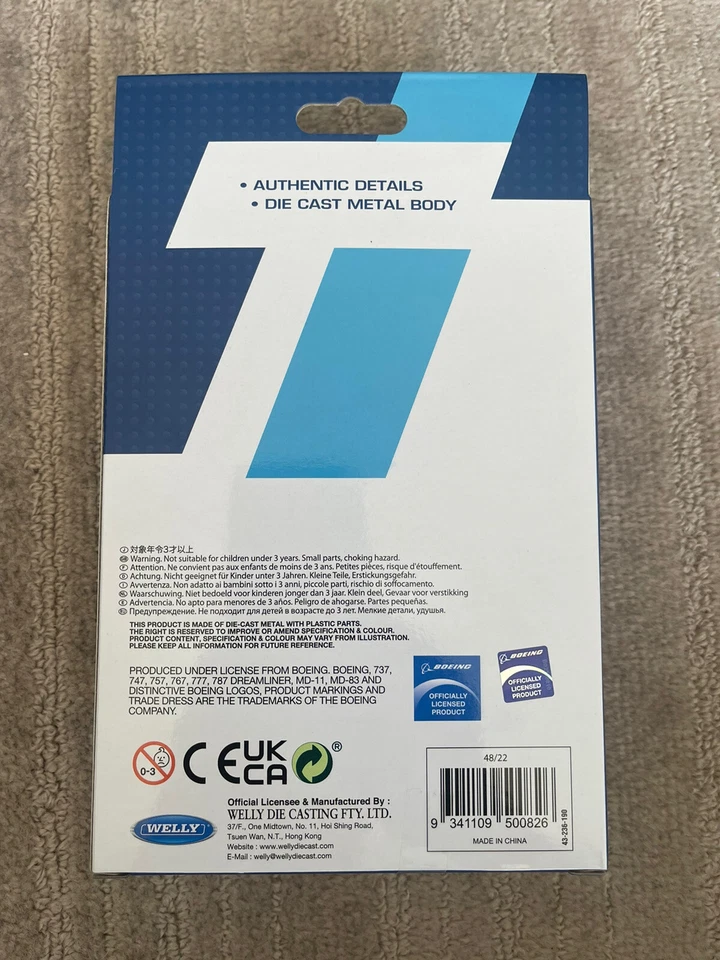 • AUTHENTIC DETAILS
• DIE CAST METAL BODY
J 対象年令3才以上
GB Warning. Not suitable for children under 3 years. Small parts, choking hazard.
F Attention. Ne convient pas aux enfants de moins de 3 ans. Petites pièces, risque d'étouffement.
D Achtung. Nicht geeignet für Kinder unter 3 Jahren. Kleine Teile, Erstickungsgefahr.
I Avvertenza. Non adatto ai bambini sotto i 3 anni, piccole parti, rischio di soffocamento.
NL Waarschuwing. Niet bedoeld voor kinderen jonger dan 3 jaar. Klein deel, Gevaar voor verstikking
E Advertencia. No apto para menores de 3 años. Peligro de ahogarse. Partes pequeñas.
RU Предупреждение. Не подходит для детей в возрасте до 3 лет. Мелкие детали, удушья.
THIS PRODUCT IS MADE OF DIE-CAST METAL WITH PLASTIC PARTS.
THE RIGHT IS RESERVED TO IMPROVE OR AMEND SPECIFICATION & COLOUR.
PRODUCT CONTENT, SPECIFICATION & COLOUR MAY VARY FROM ILLUSTRATION.
PLEASE KEEP ALL INFORMATION FOR FUTURE REFERENCE.
PRODUCED UNDER LICENSE FROM BOEING. BOEING, 737,
747, 757, 767, 777, 787 DREAMLINER, MD-11, MD-83 AND
DISTINCTIVE BOEING LOGOS, PRODUCT MARKINGS AND
TRADE DRESS ARE THE TRADEMARKS OF THE BOEING
COMPANY.
BOEING
OFFICIALLY
LICENSED
PRODUCT
BOEING
OFFICIALLY
LICENSED
PRODUCT
0-3
CE
UK
CA
®
48/22
9 341109 500826
MADE IN CHINA
43-236-190
WELLY
Official Licensee & Manufactured By :
WELLY DIE CASTING FTY. LTD.
37/F., One Midtown, No. 11, Hoi Shing Road,
Tsuen Wan, N.T., Hong Kong
Website : www.wellydiecast.com
E-Mail : welly@wellydiecast.com